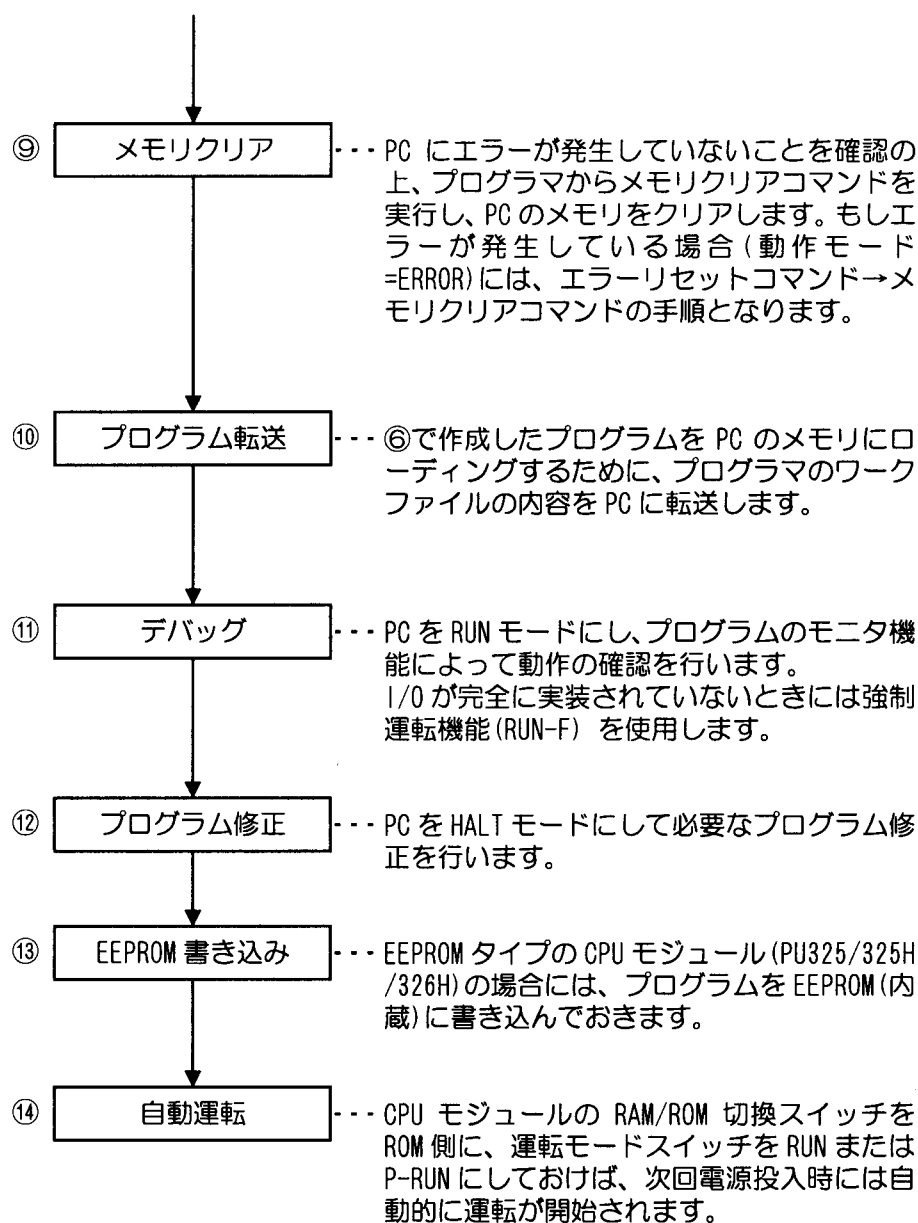 ⑨ メモリクリア --- PC にエラーが発生していないことを確認の
上、プログラマからメモリクリアコマンドを
実行し、PCのメモリをクリアします。もしエ
ラーが発生している場合(動作モード
=ERROR)には、エラーリセットコマンド→メ
モリクリアコマンドの手順となります。
⑩ プログラム転送 --- ⑥で作成したプログラムを PC のメモリにロ
ーディングするために、プログラマのワーク
ファイルの内容を PC に転送します。
⑪ デバッグ --- PC を RUN モードにし、プログラムのモニタ機
能によって動作の確認を行います。
I/O が完全に実装されていないときには強制
運転機能(RUN-F) を使用します。
⑫ プログラム修正 --- PC を HALT モードにして必要なプログラム修
正を行います。
⑬ EEPROM 書き込み --- EEPROM タイプの CPU モジュール(PU325/325H
/326H)の場合には、プログラムを EEPROM(内
蔵)に書き込んでおきます。
⑭ 自動運転 --- CPU モジュールの RAM/ROM 切換スイッチを
ROM 側に、運転モードスイッチを RUN または
P-RUN にしておけば、次回電源投入時には自
動的に運転が開始されます。